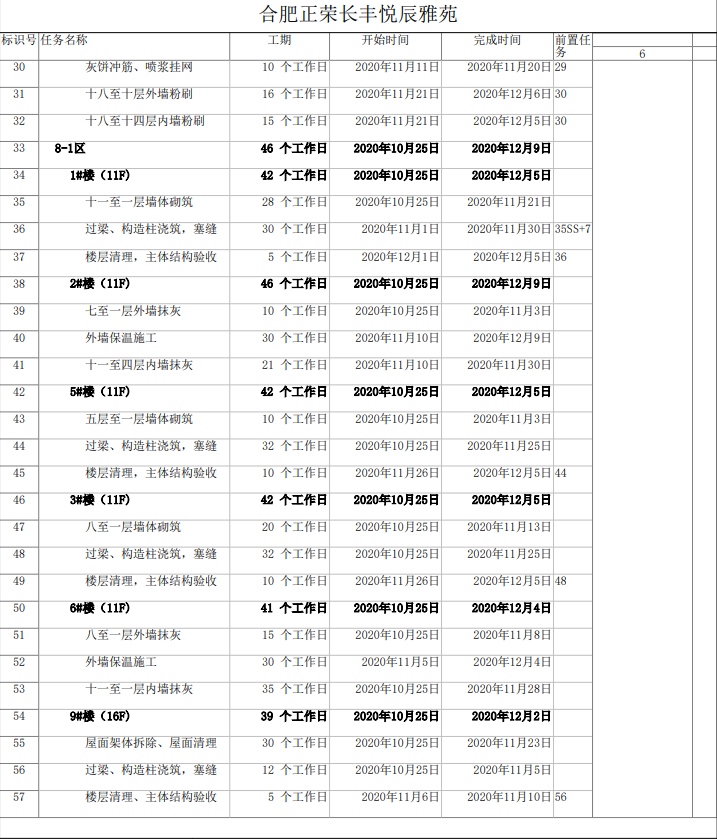 合肥正荣长丰悦辰雅苑
标识号 任务名称 工期 开始时间 完成时间 前置任务 6
30 灰饼冲筋、喷浆挂网 10 个工作日 2020年11月11日 2020年11月20日 29
31 十八至十层外墙粉刷 16 个工作日 2020年11月21日 2020年12月6日 30
32 十八至十四层内墙粉刷 15 个工作日 2020年11月21日 2020年12月5日 30
33 8-1区 46 个工作日 2020年10月25日 2020年12月9日
34 1#楼（11F） 42 个工作日 2020年10月25日 2020年12月5日
35 十一至一层墙体砌筑 28 个工作日 2020年10月25日 2020年11月21日
36 过梁、构造柱浇筑，塞缝 30 个工作日 2020年11月1日 2020年11月30日 35SS+7
37 楼层清理，主体结构验收 5 个工作日 2020年12月1日 2020年12月5日 36
38 2#楼（11F） 46 个工作日 2020年10月25日 2020年12月9日
39 七至一层外墙抹灰 10 个工作日 2020年10月25日 2020年11月3日
40 外墙保温施工 30 个工作日 2020年11月10日 2020年12月9日
41 十一至四层内墙抹灰 21 个工作日 2020年11月10日 2020年11月30日
42 5#楼（11F） 42 个工作日 2020年10月25日 2020年12月5日
43 五层至一层墙体砌筑 10 个工作日 2020年10月25日 2020年11月3日
44 过梁、构造柱浇筑，塞缝 32 个工作日 2020年10月25日 2020年11月25日
45 楼层清理，主体结构验收 10 个工作日 2020年11月26日 2020年12月5日 44
46 3#楼（11F） 42 个工作日 2020年10月25日 2020年12月5日
47 八至一层墙体砌筑 20 个工作日 2020年10月25日 2020年11月13日
48 过梁、构造柱浇筑，塞缝 32 个工作日 2020年10月25日 2020年11月25日
49 楼层清理，主体结构验收 10 个工作日 2020年11月26日 2020年12月5日 48
50 6#楼（11F） 41 个工作日 2020年10月25日 2020年12月4日
51 八至一层外墙抹灰 15 个工作日 2020年10月25日 2020年11月8日
52 外墙保温施工 30 个工作日 2020年11月5日 2020年12月4日
53 十一至一层内墙抹灰 35 个工作日 2020年10月25日 2020年11月28日
54 9#楼（16F） 39 个工作日 2020年10月25日 2020年12月2日
55 屋面架体拆除、屋面清理 30 个工作日 2020年10月25日 2020年11月23日
56 过梁、构造柱浇筑，塞缝 12 个工作日 2020年10月25日 2020年11月5日
57 楼层清理、主体结构验收 5 个工作日 2020年11月6日 2020年11月10日 56